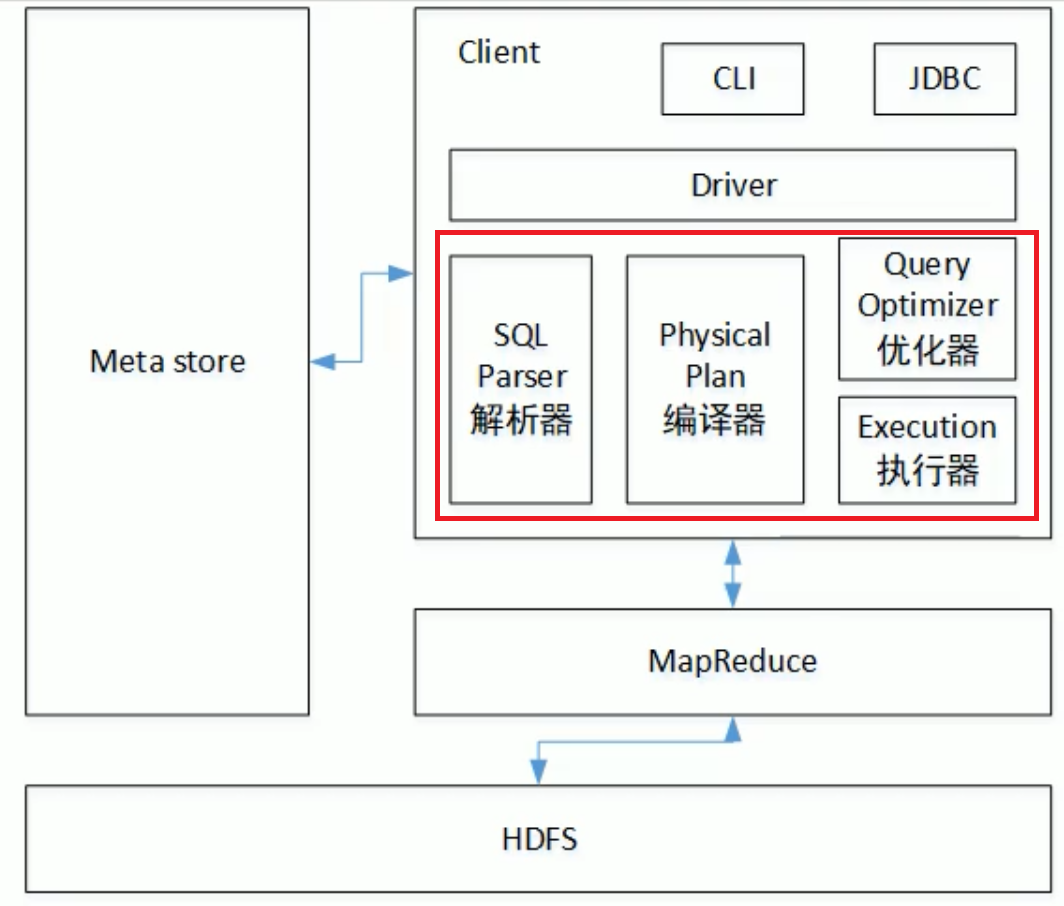 Client
CLI
JDBC
Driver
Meta store
SQL
Parser
解析器
Physical
Plan
编译器
Query
Optimizer
优化器
Execution
执行器
MapReduce
HDFS